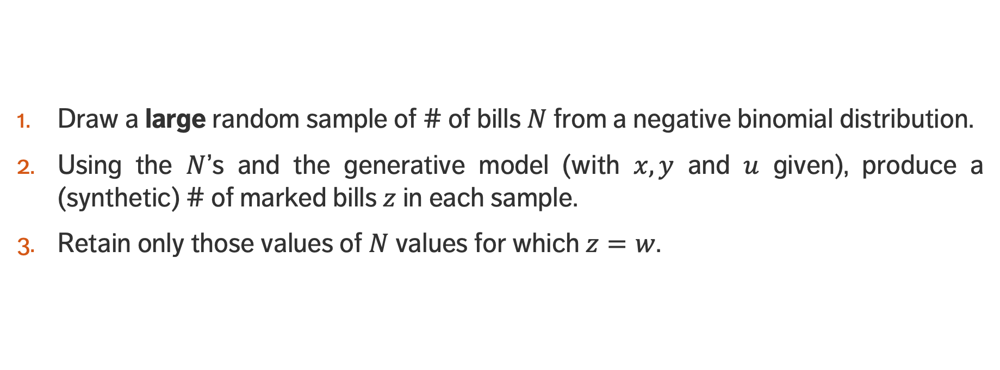 1. Draw a large random sample of # of bills N from a negative binomial distribution.
2. Using the N’s and the generative model (with x, y and u given), produce a
(synthetic) # of marked bills z in each sample.
3. Retain only those values of N values for which z = w.